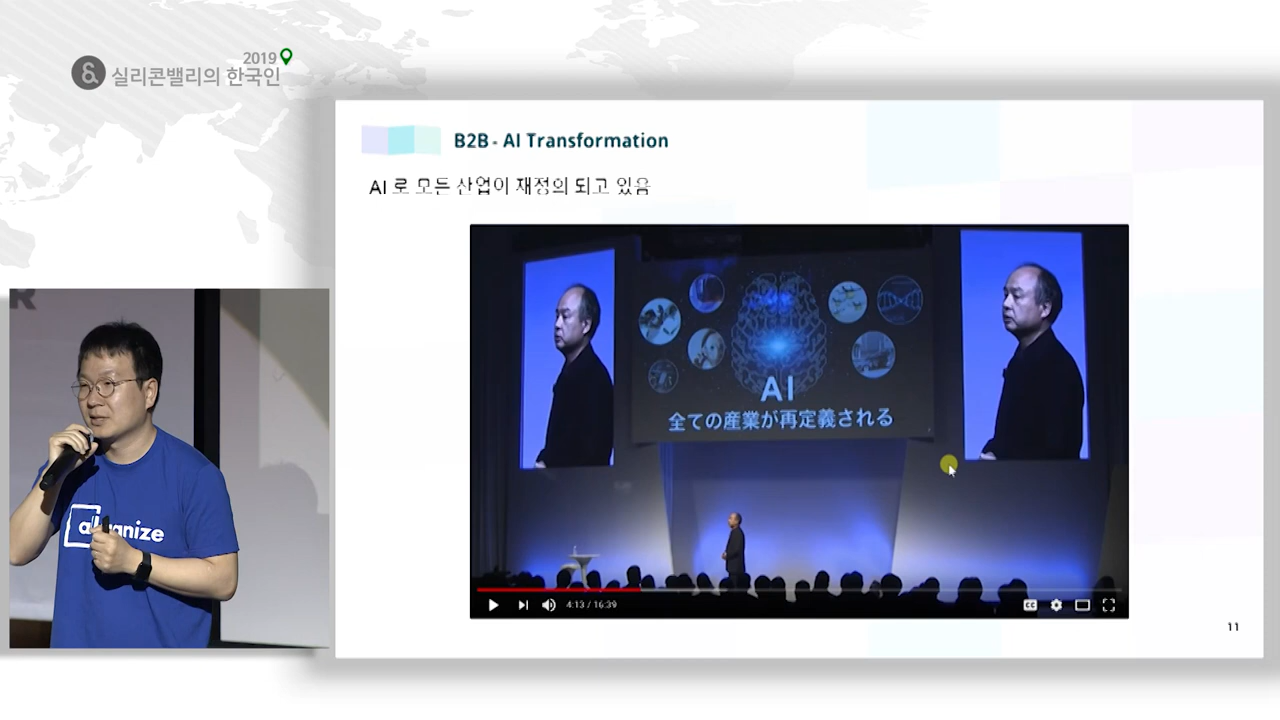 2019
& 실리콘밸리의 한국인
B2B - AI Transformation
AI 로 모든 산업이 재정의 되고 있음
R
AI
全ての産業が再定義される
4:13 / 16:39
CC
11